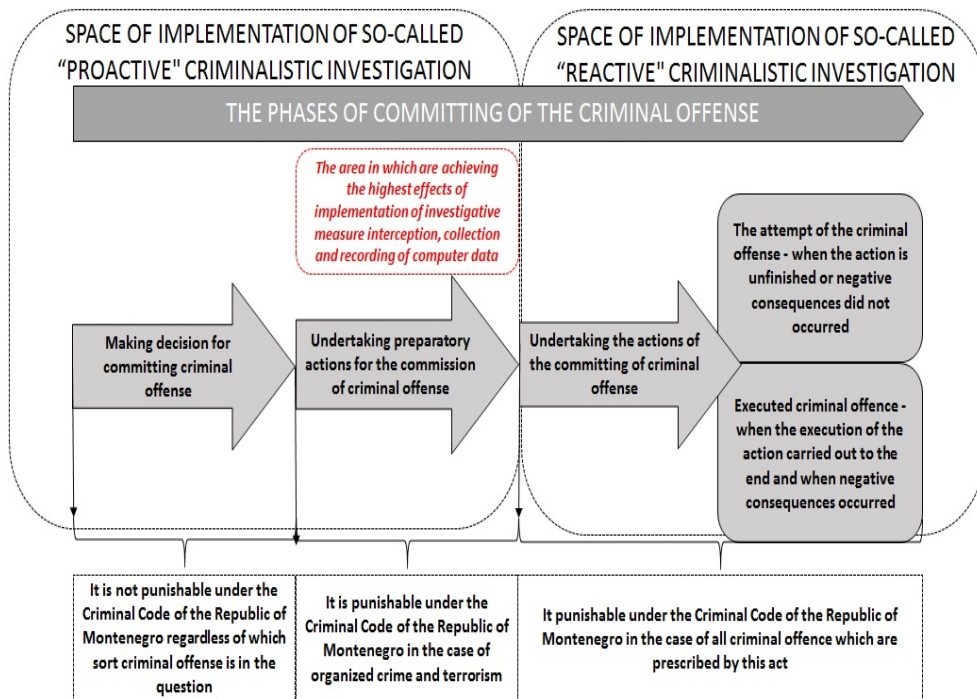 SPACE OF IMPLEMENTATION OF SO-CALLED
“PROACTIVE" CRIMINALISTIC INVESTIGATION
SPACE OF IMPLEMENTATION OF SO-CALLED
“REACTIVE" CRIMINALISTIC INVESTIGATION
THE PHASES OF COMMITTING OF THE CRIMINAL OFFENSE
The area in which are achieving
the highest effects of
implementation of investigative
measure interception, collection
and recording of computer data
Making decision for
committing criminal
offense
Undertaking preparatory
actions for the commission
of criminal offense
Undertaking the actions of
the committing of criminal
offense
The attempt of the criminal
offense - when the action is
unfinished or negative
consequences did not
occurred
Executed criminal offence -
when the execution of the
action carried out to the
end and when negative
consequences occurred
It is not punishable under the
Criminal Code of the Republic of
Montenegro regardless of which
sort criminal offense is in the
question
It is punishable under the
Criminal Code of the Republic of
Montenegro in the case of
organized crime and terrorism
It punishable under the Criminal Code of the Republic of
Montenegro in the case of all criminal offence which are
prescribed by this act